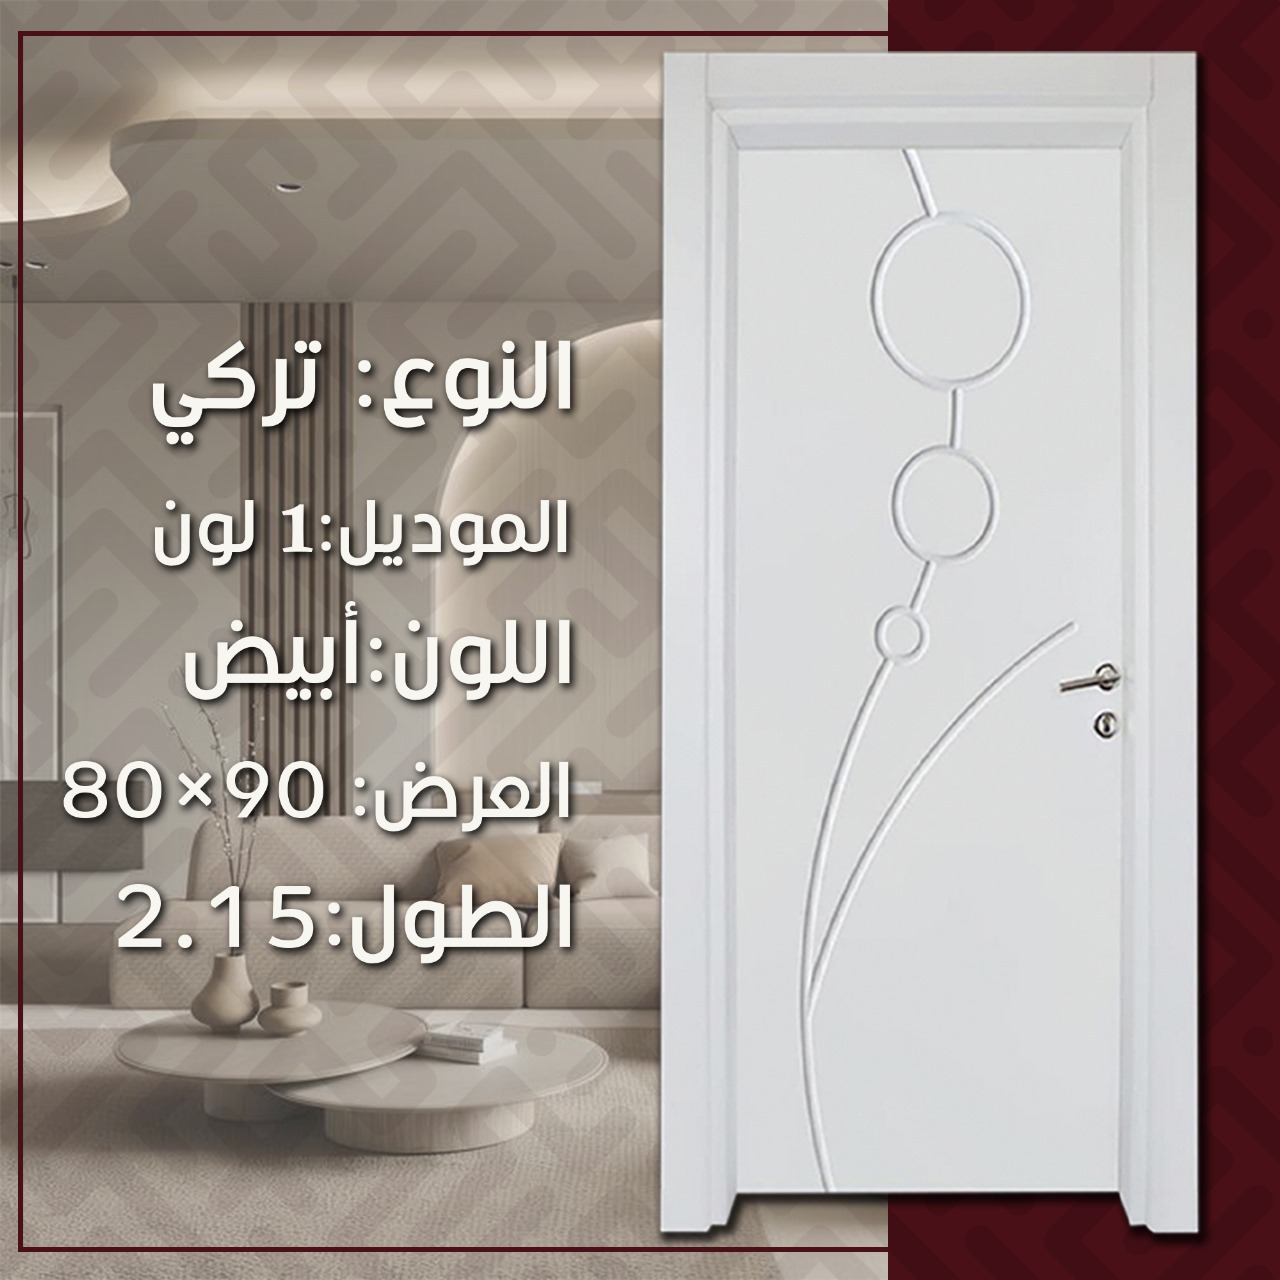 النوع: تركي
الموديل:1 لون
اللون:أبيض
العرض: 90×80
الطول:2.15